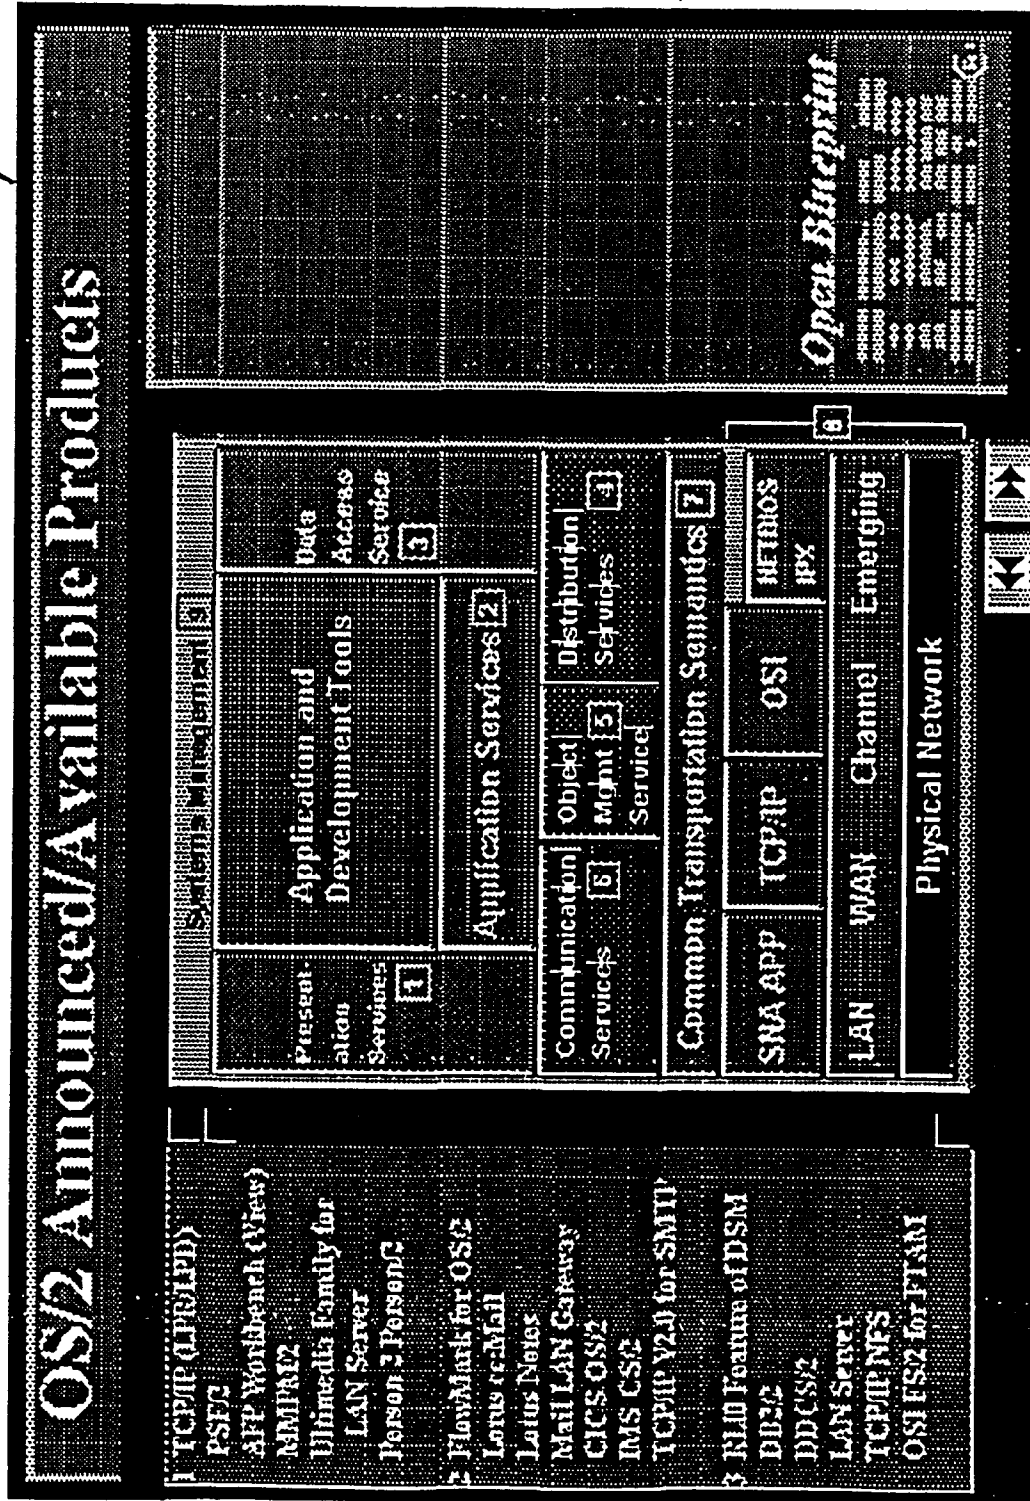 OS/2 Announced/Available Products
1 TCP/IP (LPR/LPD)
PSF/2
AFP Workbench (View)
Ultimedia Family for
LAN Server
Person 2 Person/2
2 FlowMark for OS/2
Lotus cc:Mail
Lotus Notes
Mail LAN Gateway
CICS OS/2
IMS CS/2
TCP/IP V2.0 for SMTP
3 RLIO Feature of DSM
DB2/2
DDCS/2
LAN Server
TCP/IP NFS
OSI FS/2 for FTAM
Systems Management
Present-
ation
Services
1
Application and
Development Tools
Data
Access
Service
3
Application Services 2
Communication
Services 6
Object
Mgmt 5
Service
Distribution
Services 4
Common Transportation Semantics 7
SNA APP
TCP/IP
OSI
NETBIOS
IPX
8
LAN WAN Channel Emerging
Physical Network
Open Blueprint
IBM